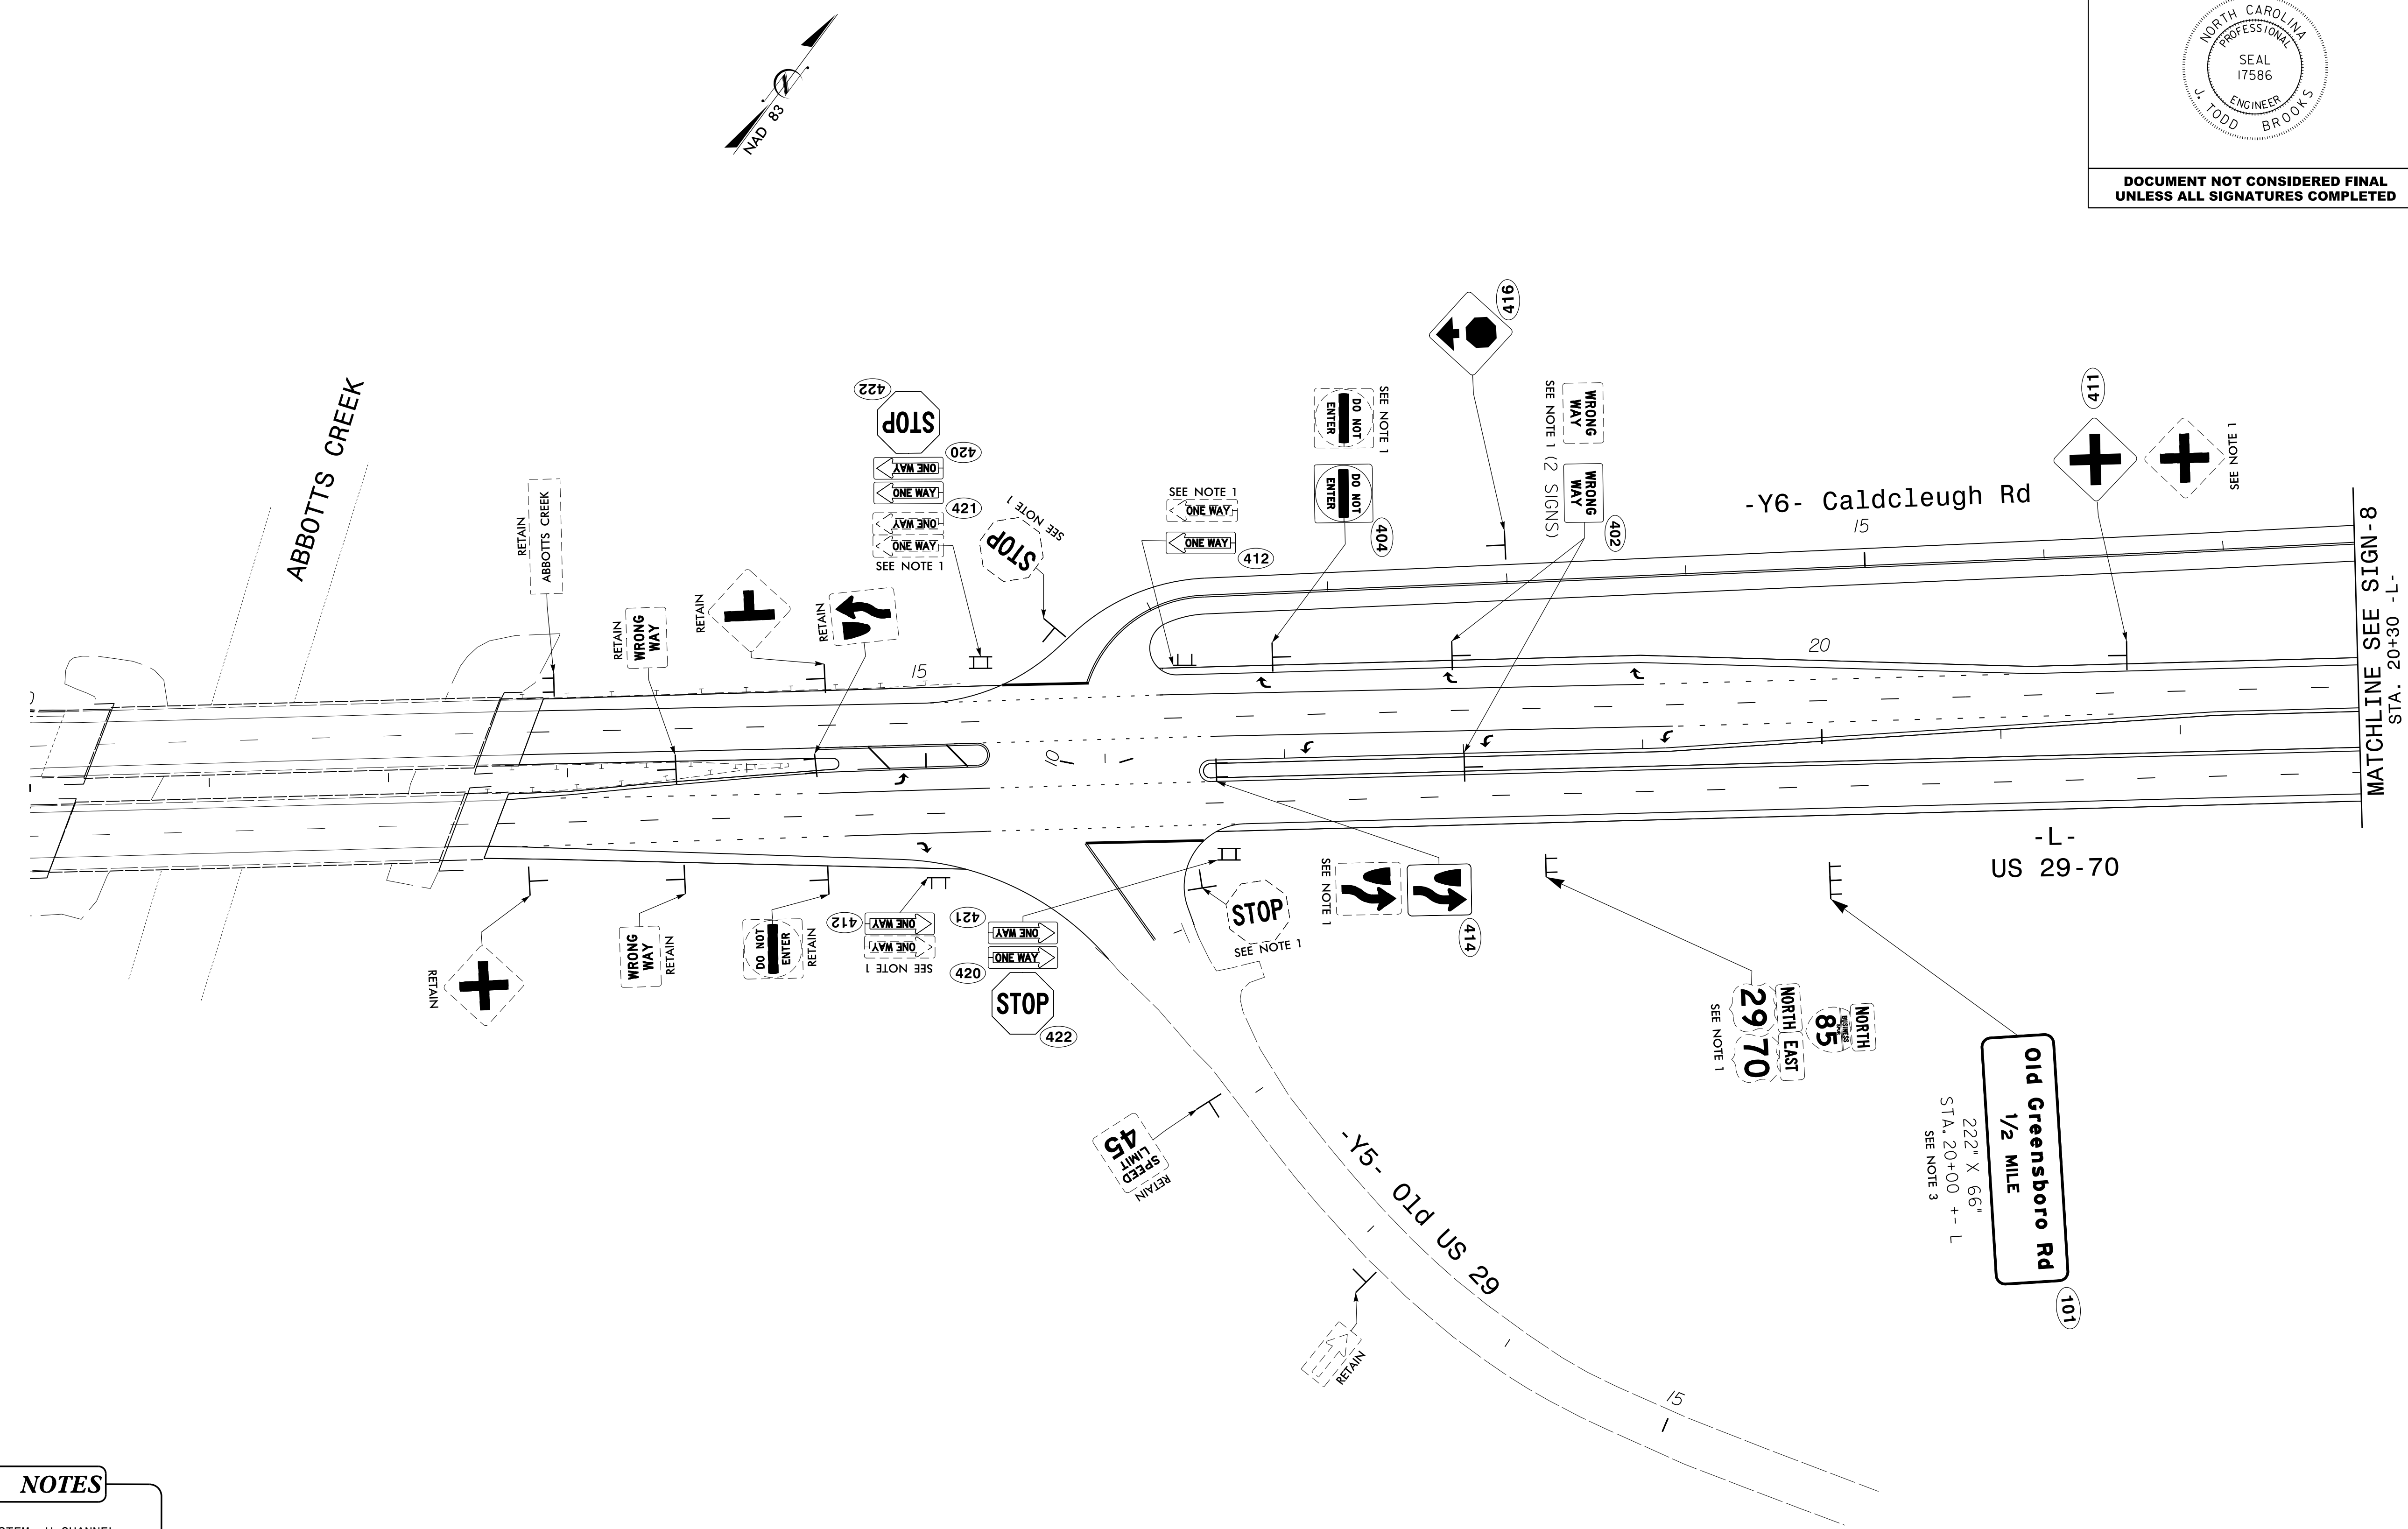 NORTH CAROLINA
PROFESSIONAL
SEAL
17586
ENGINEER
J. TODD BROOKS
DOCUMENT NOT CONSIDERED FINAL
UNLESS ALL SIGNATURES COMPLETED
NAD 83
ABBOTTS CREEK
RETAIN
ABBOTTS CREEK
RETAIN
WRONG
WAY
RETAIN
RETAIN
422
STOP
420
ONE WAY
ONE WAY
421
ONE WAY
ONE WAY
SEE NOTE 1
STOP
SEE NOTE 1
SEE NOTE 1
ONE WAY
ONE WAY
412
DO NOT
ENTER
SEE NOTE 1
DO NOT
ENTER
404
416
WRONG
WAY
SEE NOTE 1 (2 SIGNS)
WRONG
WAY
402
411
SEE NOTE 1
-Y6- Caldcleugh Rd
15
20
15
10
MATCHLINE SEE SIGN-8
STA. 20+30 -L-
-L-
US 29-70
RETAIN
WRONG
WAY
RETAIN
DO NOT
ENTER
RETAIN
412
ONE WAY
ONE WAY
SEE NOTE 1
421
ONE WAY
ONE WAY
420
STOP
422
STOP
SEE NOTE 1
SEE NOTE 1
414
NORTH
BUSINESS
85
NORTH
EAST
29
70
SEE NOTE 1
Old Greensboro Rd
1/2 MILE
222" X 66"
STA. 20+00 +- L
SEE NOTE 3
101
SPEED
LIMIT
45
RETAIN
-Y5- Old US 29
RETAIN
15
NOTES